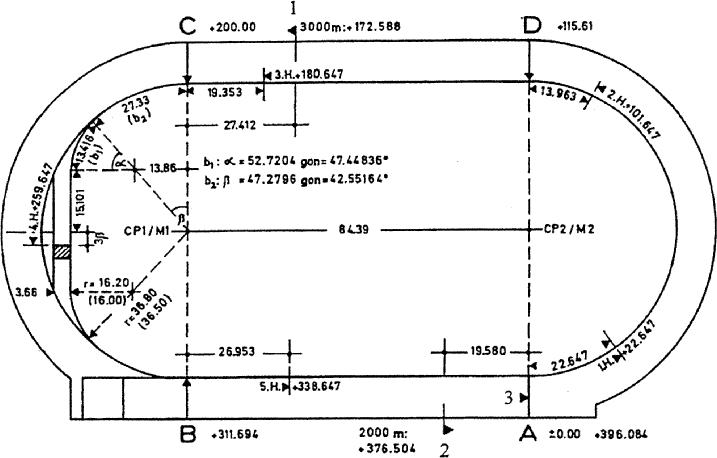 1
C +200.00 3000m:+172.588 D +115.61
3.H.+180.647
19.353
13.963
2.H.+101.647
27.33
(b₂)
27.412
13.416
(b₁)
α
13.86
b₁: α=52.7204 gon=47.44836°
b₂: β=47.2796 gon=42.55164°
4.H.+259.647
15.101
β
3β
CP1/M1 84.39 CP2/M2
3.66
r=16.20
(16.00)
r=36.80
(36.50)
26.953
19.580
22.647
1.H.+22.647
5.H.+338.647
3
B +311.694
2000 m:
+376.504
2
A ±0.00 +396.084